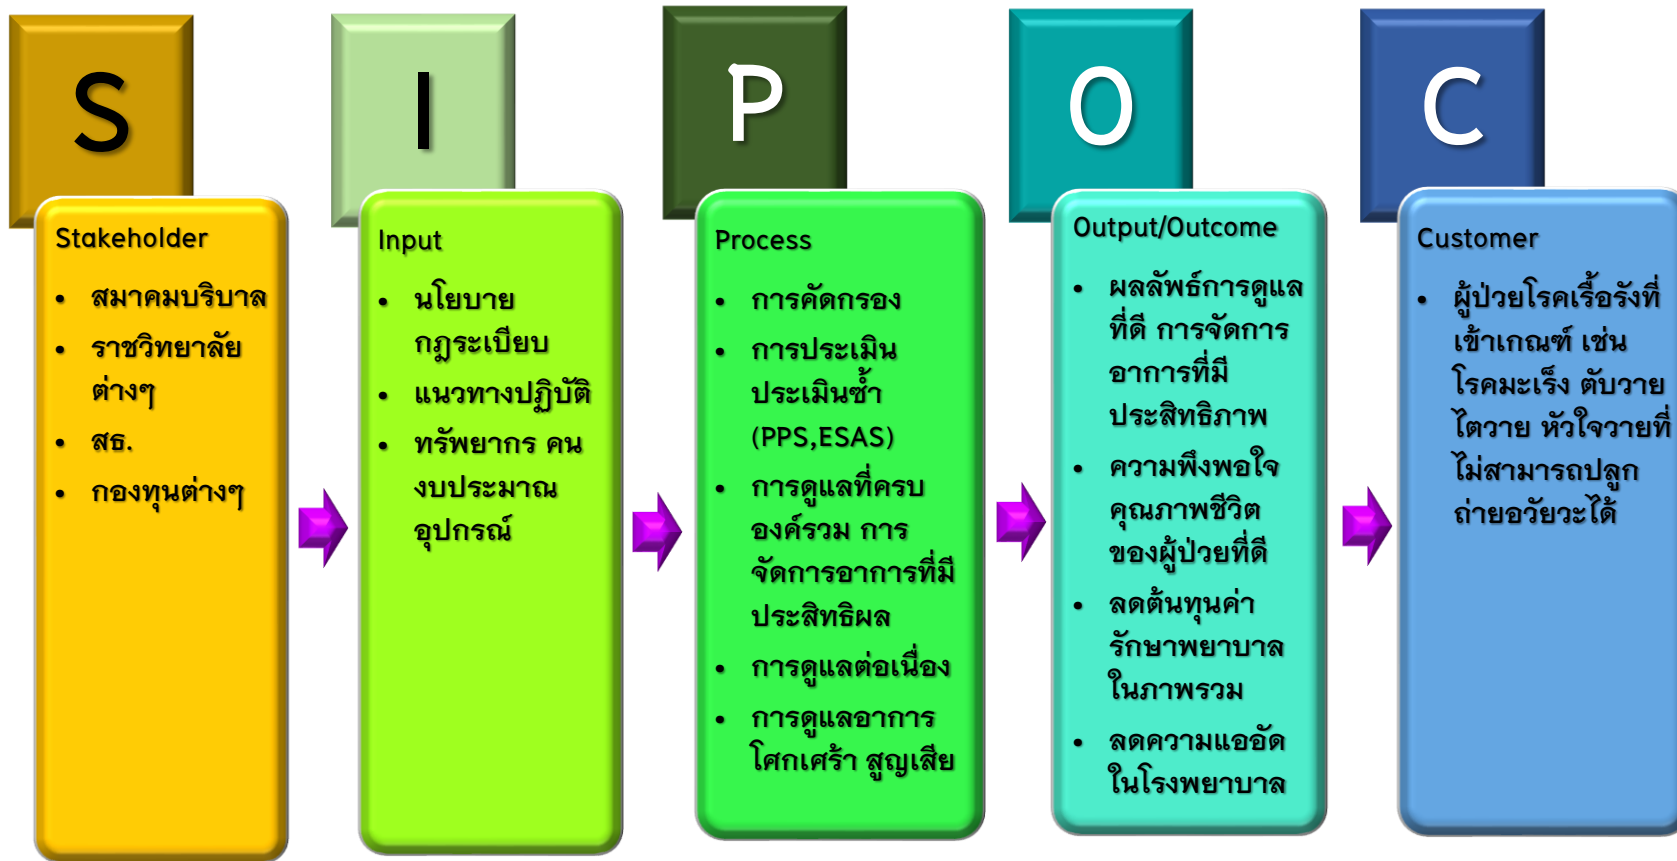 S
Stakeholder
• สมาคมบริบาล
• ราชวิทยาลัย
ต่างๆ
• สธ.
• กองทุนต่างๆ
I
Input
• นโยบาย
กฎระเบียบ
• แนวทางปฏิบัติ
• ทรัพยากร คน
งบประมาณ
อุปกรณ์
P
Process
• การคัดกรอง
• การประเมิน
ประเมินซ้ำ
(PPS,ESAS)
• การดูแลที่ครบ
องค์รวม การ
จัดการอาการที่มี
ประสิทธิผล
• การดูแลต่อเนื่อง
• การดูแลอาการ
โศกเศร้า สูญเสีย
O
Output/Outcome
• ผลลัพธ์การดูแล
ที่ดี การจัดการ
อาการที่มี
ประสิทธิภาพ
• ความพึงพอใจ
คุณภาพชีวิต
ของผู้ป่วยที่ดี
• ลดต้นทุนค่า
รักษาพยาบาล
ในภาพรวม
• ลดความแออัด
ในโรงพยาบาล
C
Customer
• ผู้ป่วยโรคเรื้อรังที่
เข้าเกณฑ์ เช่น
โรคมะเร็ง ตับวาย
ไตวาย หัวใจวายที่
ไม่สามารถปลูก
ถ่ายอวัยวะได้